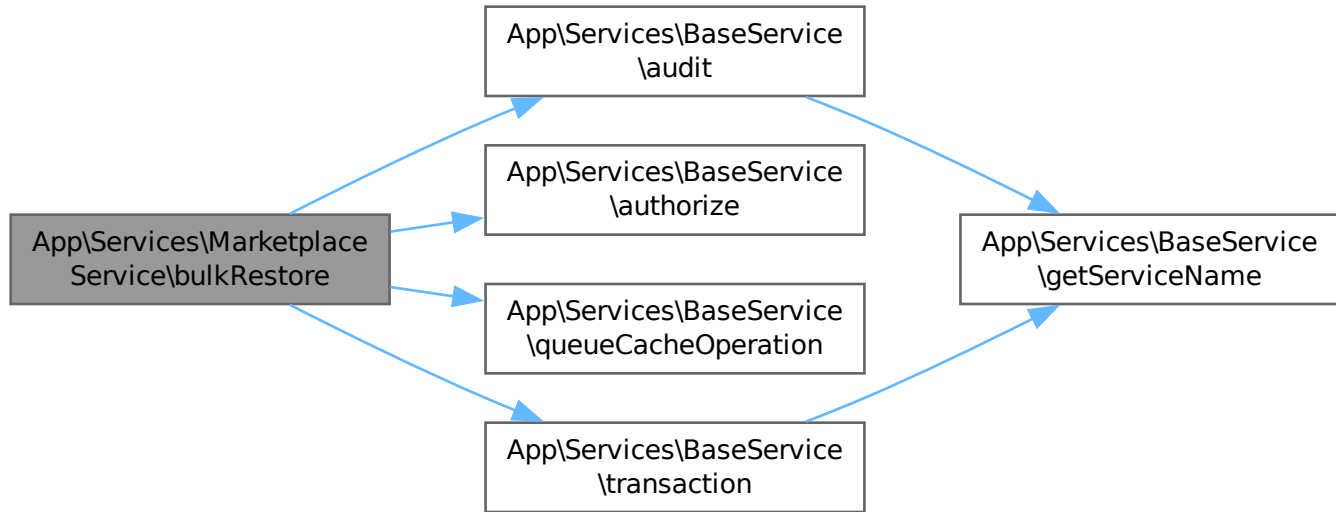 App\Services\BaseService
\audit
App\Services\BaseService
\authorize
App\Services\Marketplace
Service\bulkRestore
App\Services\BaseService
\getServiceName
App\Services\BaseService
\queueCacheOperation
App\Services\BaseService
\transaction